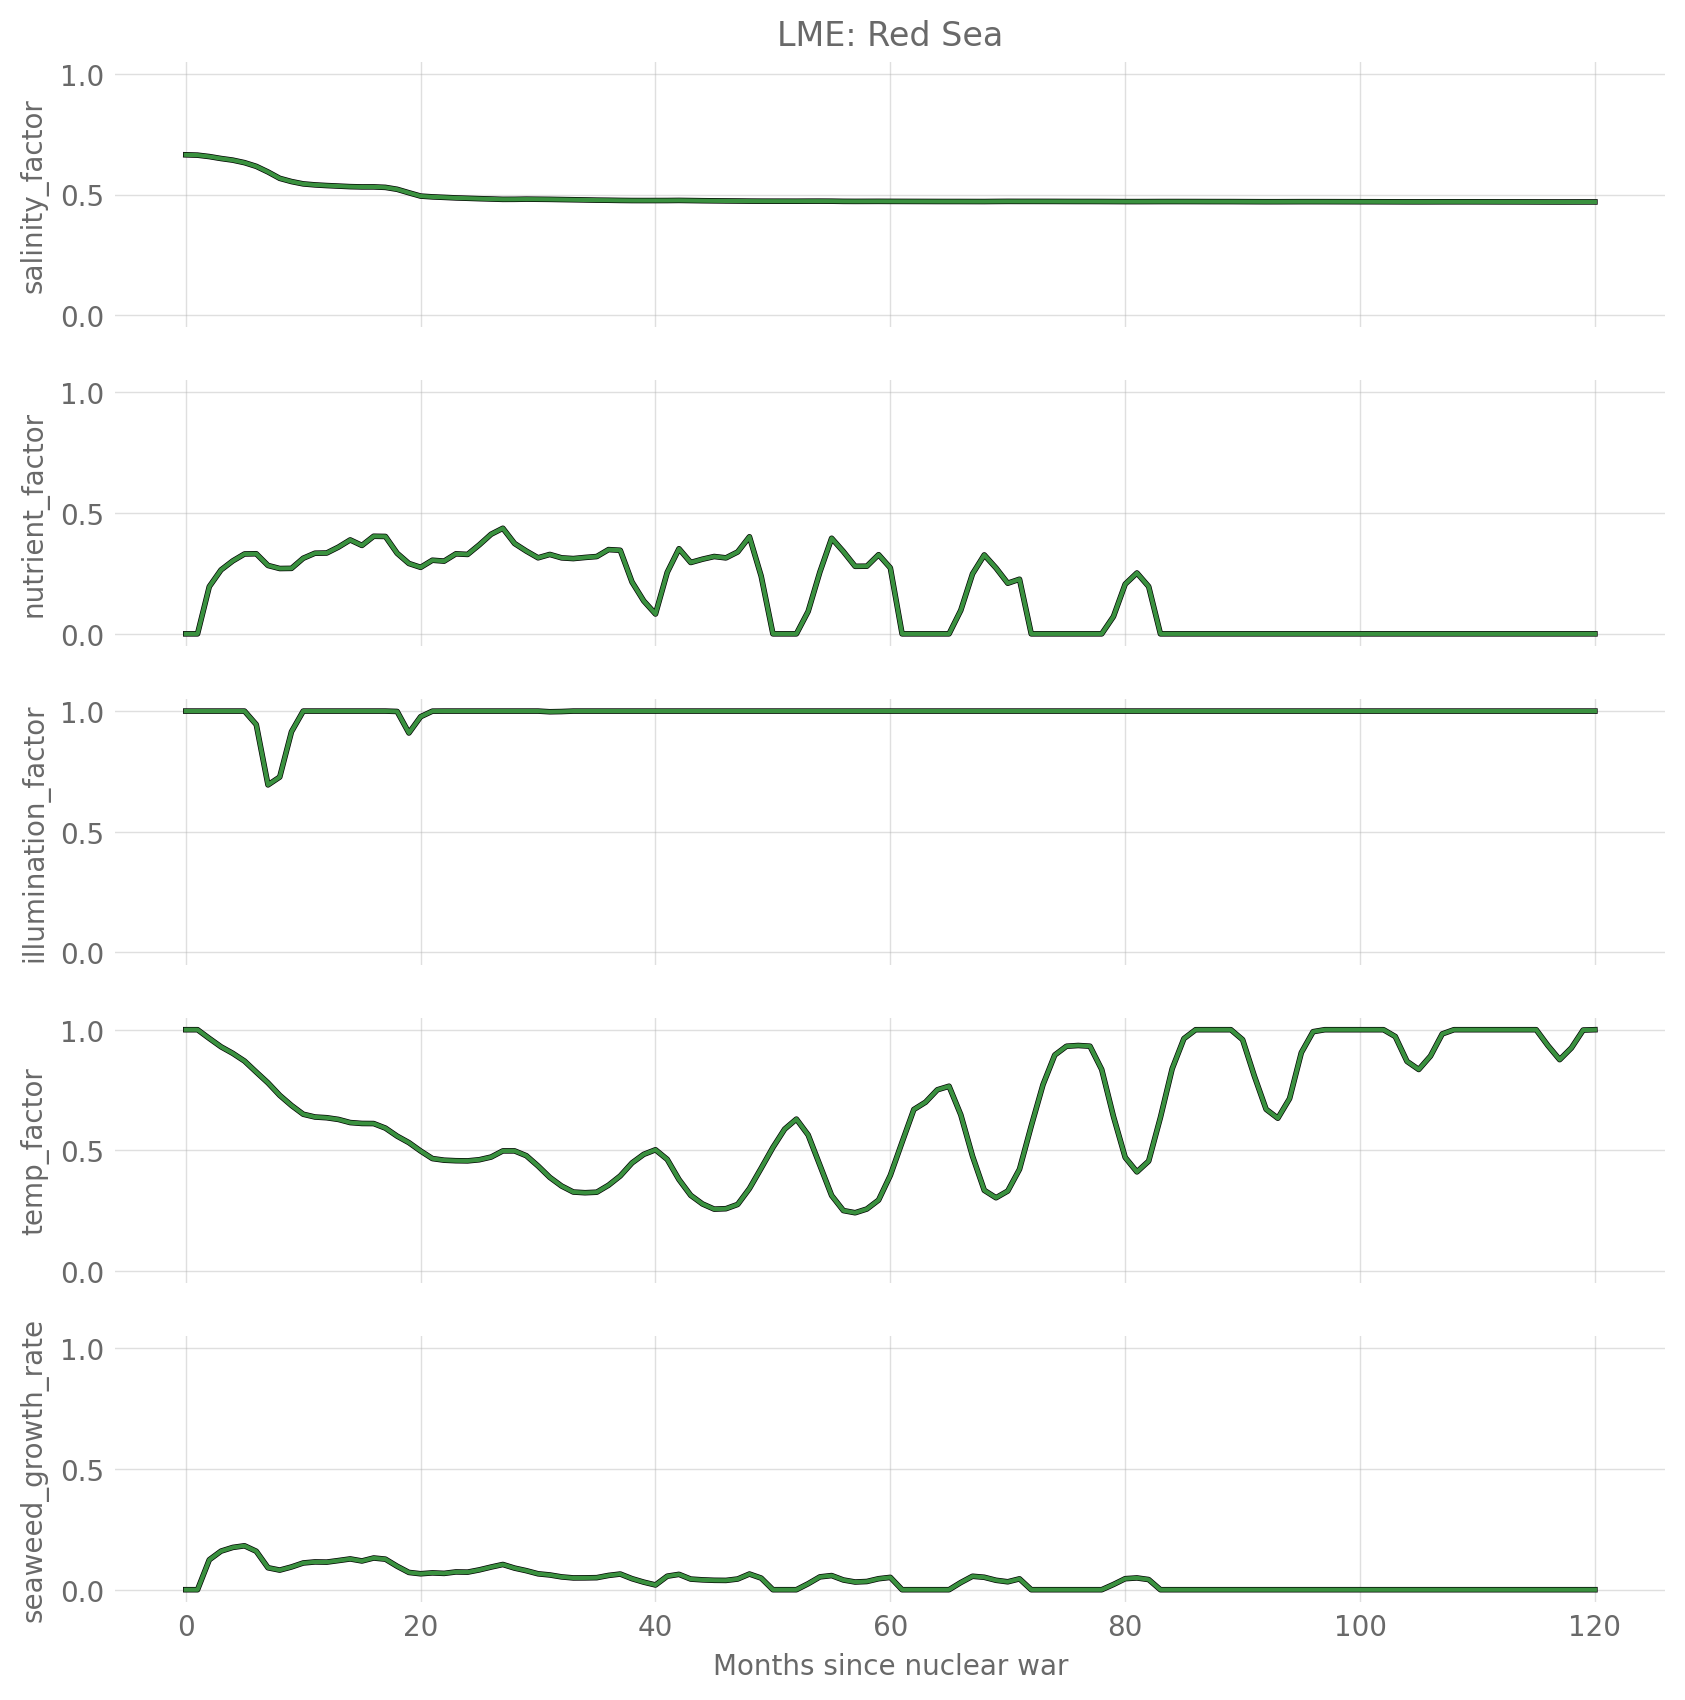 LME: Red Sea
1.0
0.5
0.0
salinity_factor
1.0
0.5
0.0
nutrient_factor
1.0
0.5
0.0
illumination_factor
1.0
0.5
0.0
temp_factor
1.0
0.5
0.0
seaweed_growth_rate
0 20 40 60 80 100 120
Months since nuclear war